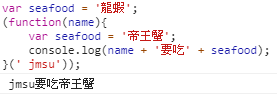 var seafood = '龍蝦';
(function(name){
    var seafood = '帝王蟹';
    console.log(name + '要吃' + seafood);
}(' jmsu'));
jmsu要吃帝王蟹